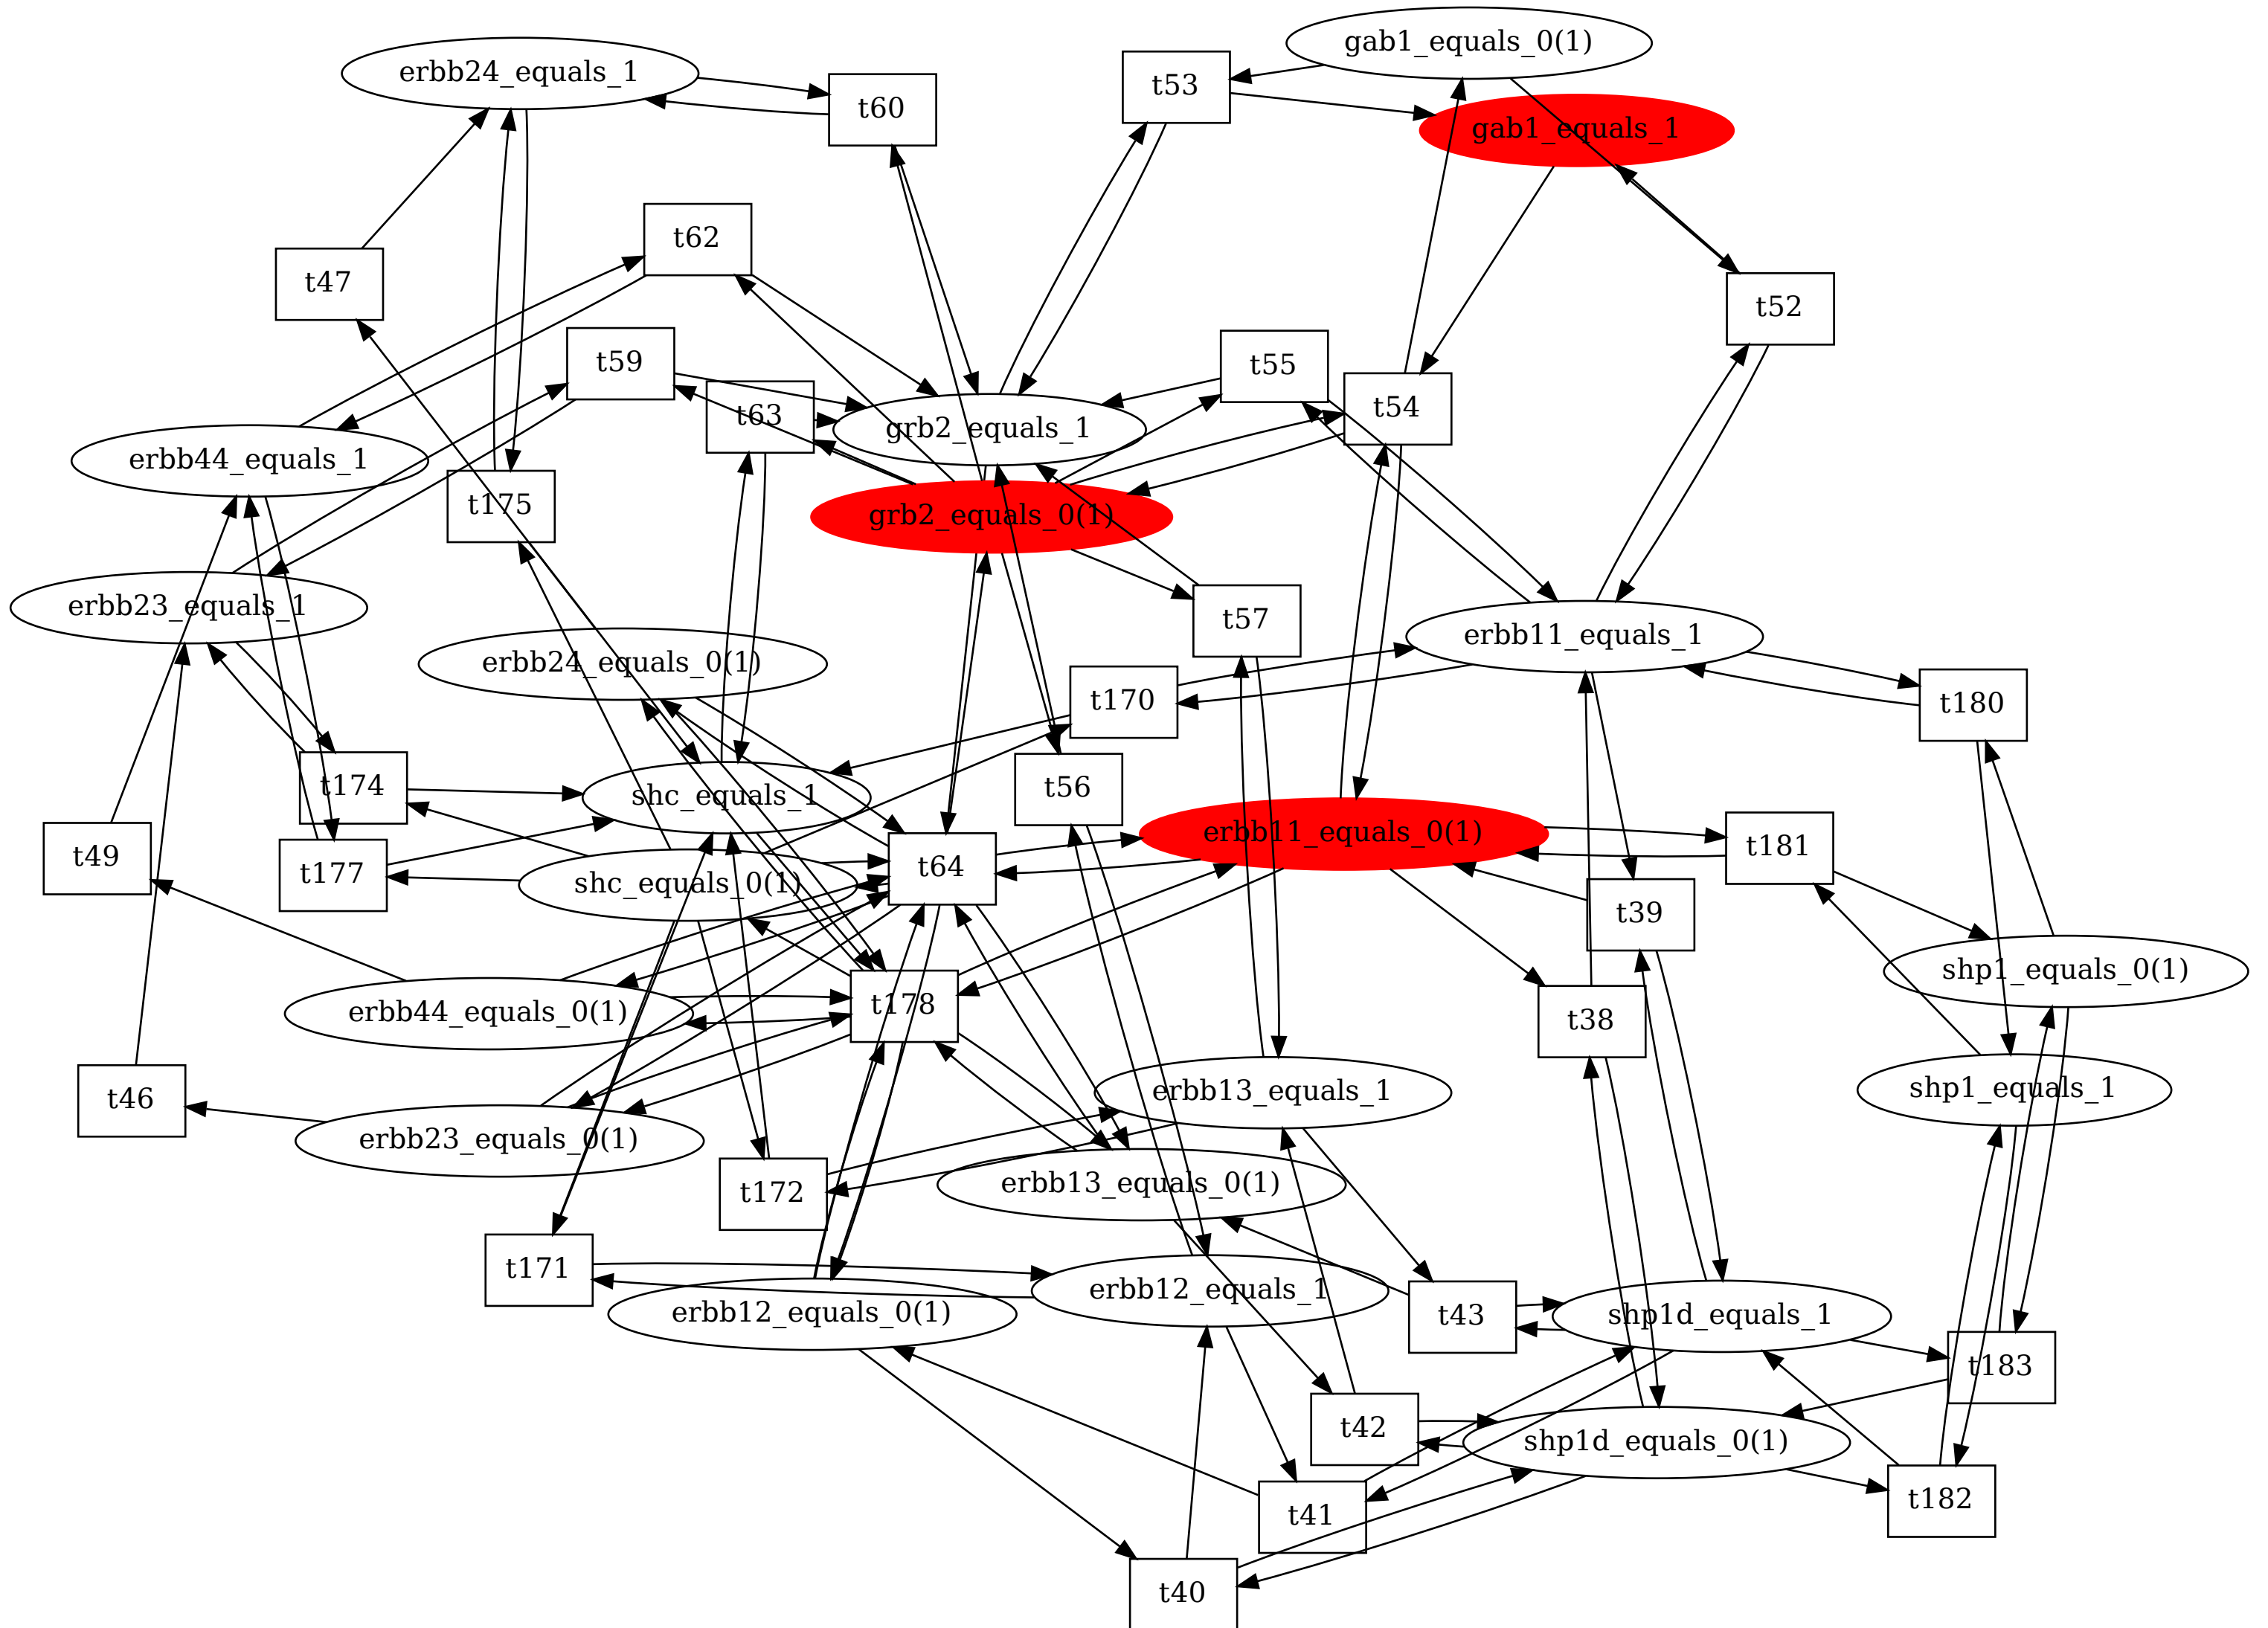 gab1_equals_0(1)
erbb24_equals_1
t53
t60
gab1_equals_1
t62
t47
t52
t59
t55
t54
t63
grb2_equals_1
erbb44_equals_1
t175
grb2_equals_0(1)
erbb23_equals_1
t57
erbb11_equals_1
erbb24_equals_0(1)
t170
t180
t174
shc_equals_1
t56
erbb11_equals_0(1)
t181
t49
t177
shc_equals_0(1)
t64
t39
shp1_equals_0(1)
t178
erbb44_equals_0(1)
t38
shp1_equals_1
erbb13_equals_1
t46
erbb23_equals_0(1)
t172
erbb13_equals_0(1)
t171
erbb12_equals_1
erbb12_equals_0(1)
t43
shp1d_equals_1
t183
t42
shp1d_equals_0(1)
t182
t41
t40